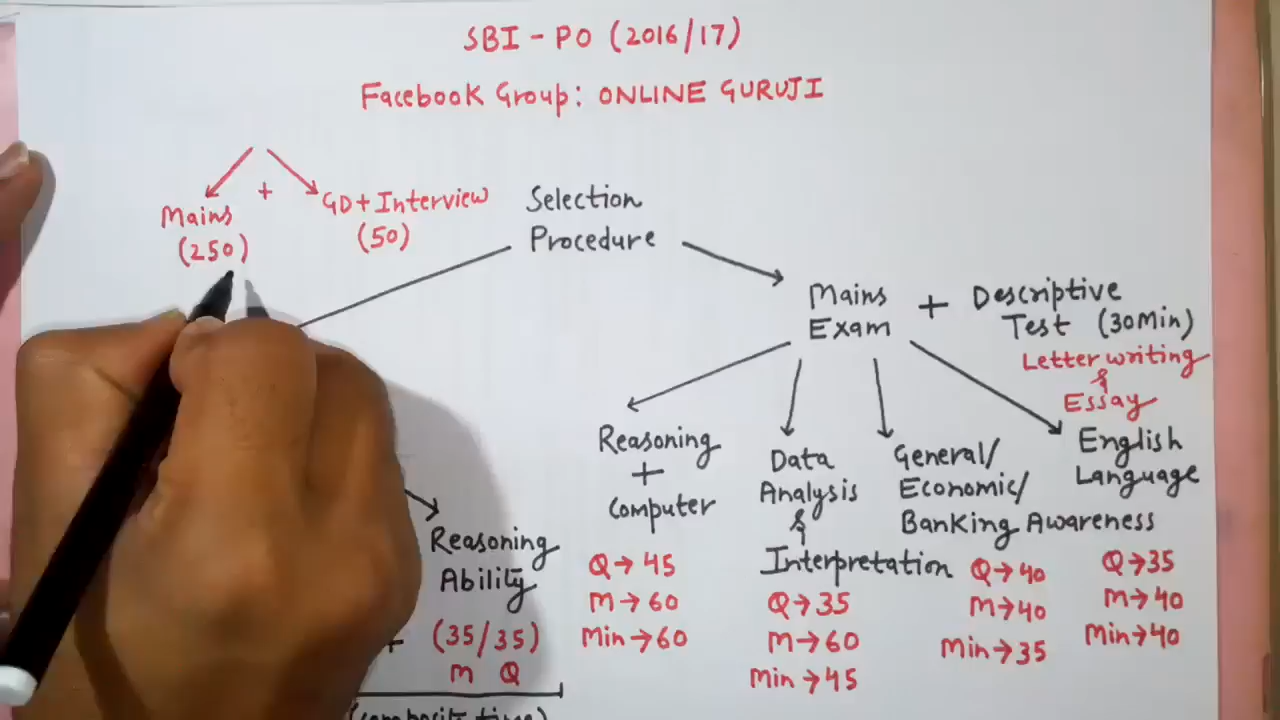 SBI - PO (2016/17)
Facebook Group: ONLINE GURUJI
Mains + GD + Interview
(250) (50)
Selection
Procedure
Mains
Exam
+
Descriptive
Test (30Min)
Letter writing
&
Essay
Reasoning
+
Computer
Q→45
M→60
Min→60
Data
Analysis
&
Interpretation
Q→35
M→60
Min→45
General/
Economic/
Banking Awareness
Q→40
M→40
Min→35
English
Language
Q→35
M→40
Min→40
Reasoning
Ability
+ (35/35)
M Q
(composite time)